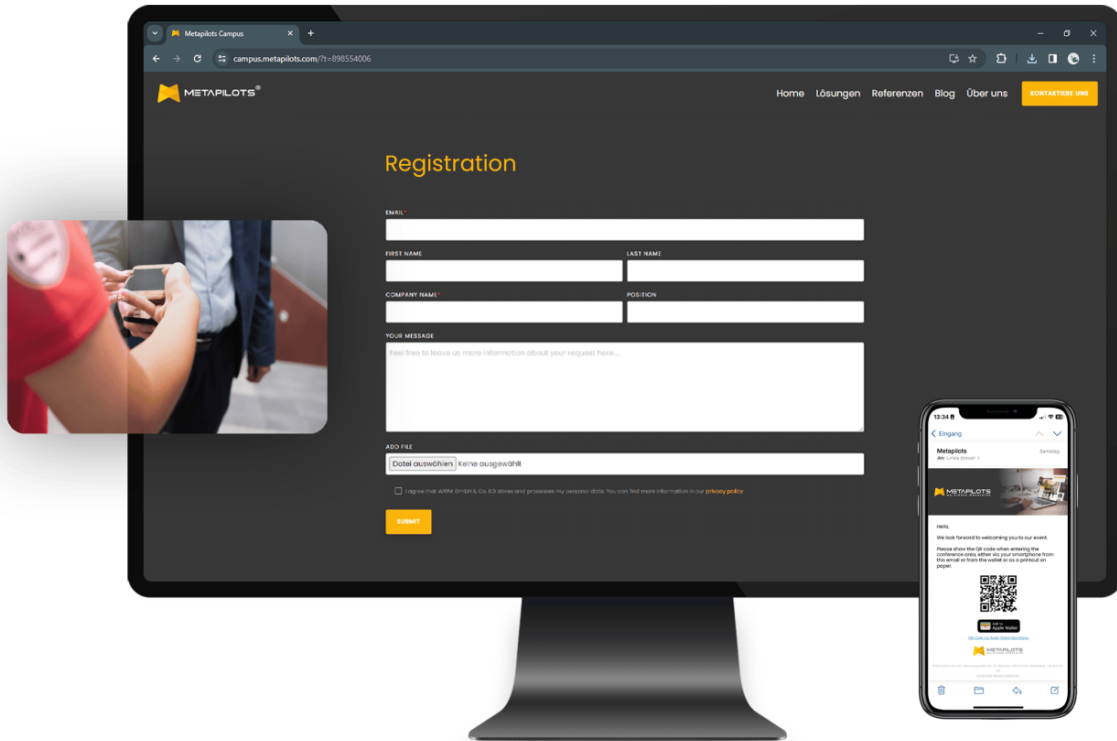 Metapilots Campus
campus.metapilots.com/?t=898554006
METAPILOTS®
Home Lösungen Referenzen Blog Über uns KONTAKTIERE UNS
Registration
EMAIL*
FIRST NAME LAST NAME
COMPANY NAME* POSITION
YOUR MESSAGE
Feel free to leave us more information about your request here...
ADD FILE
Datei auswählen Keine ausgewählt
I agree that WWM GmbH & Co. KG stores and processes my personal data. You can find more information in our privacy policy
SUBMIT
13:34
Eingang
Metapilots Samstag
An: Linda
METAPILOTS
Hello,
We look forward to welcoming you to our event.
Please show the QR code when entering the
conference area, either via your smartphone from
this email or from the wallet or as a printout on
paper.
Add to
Apple Wallet
METAPILOTS